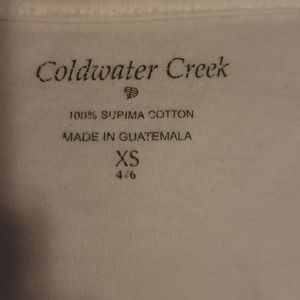 Coldwater Creek
100% SUPIMA COTTON
MADE IN GUATEMALA
XS
4/6